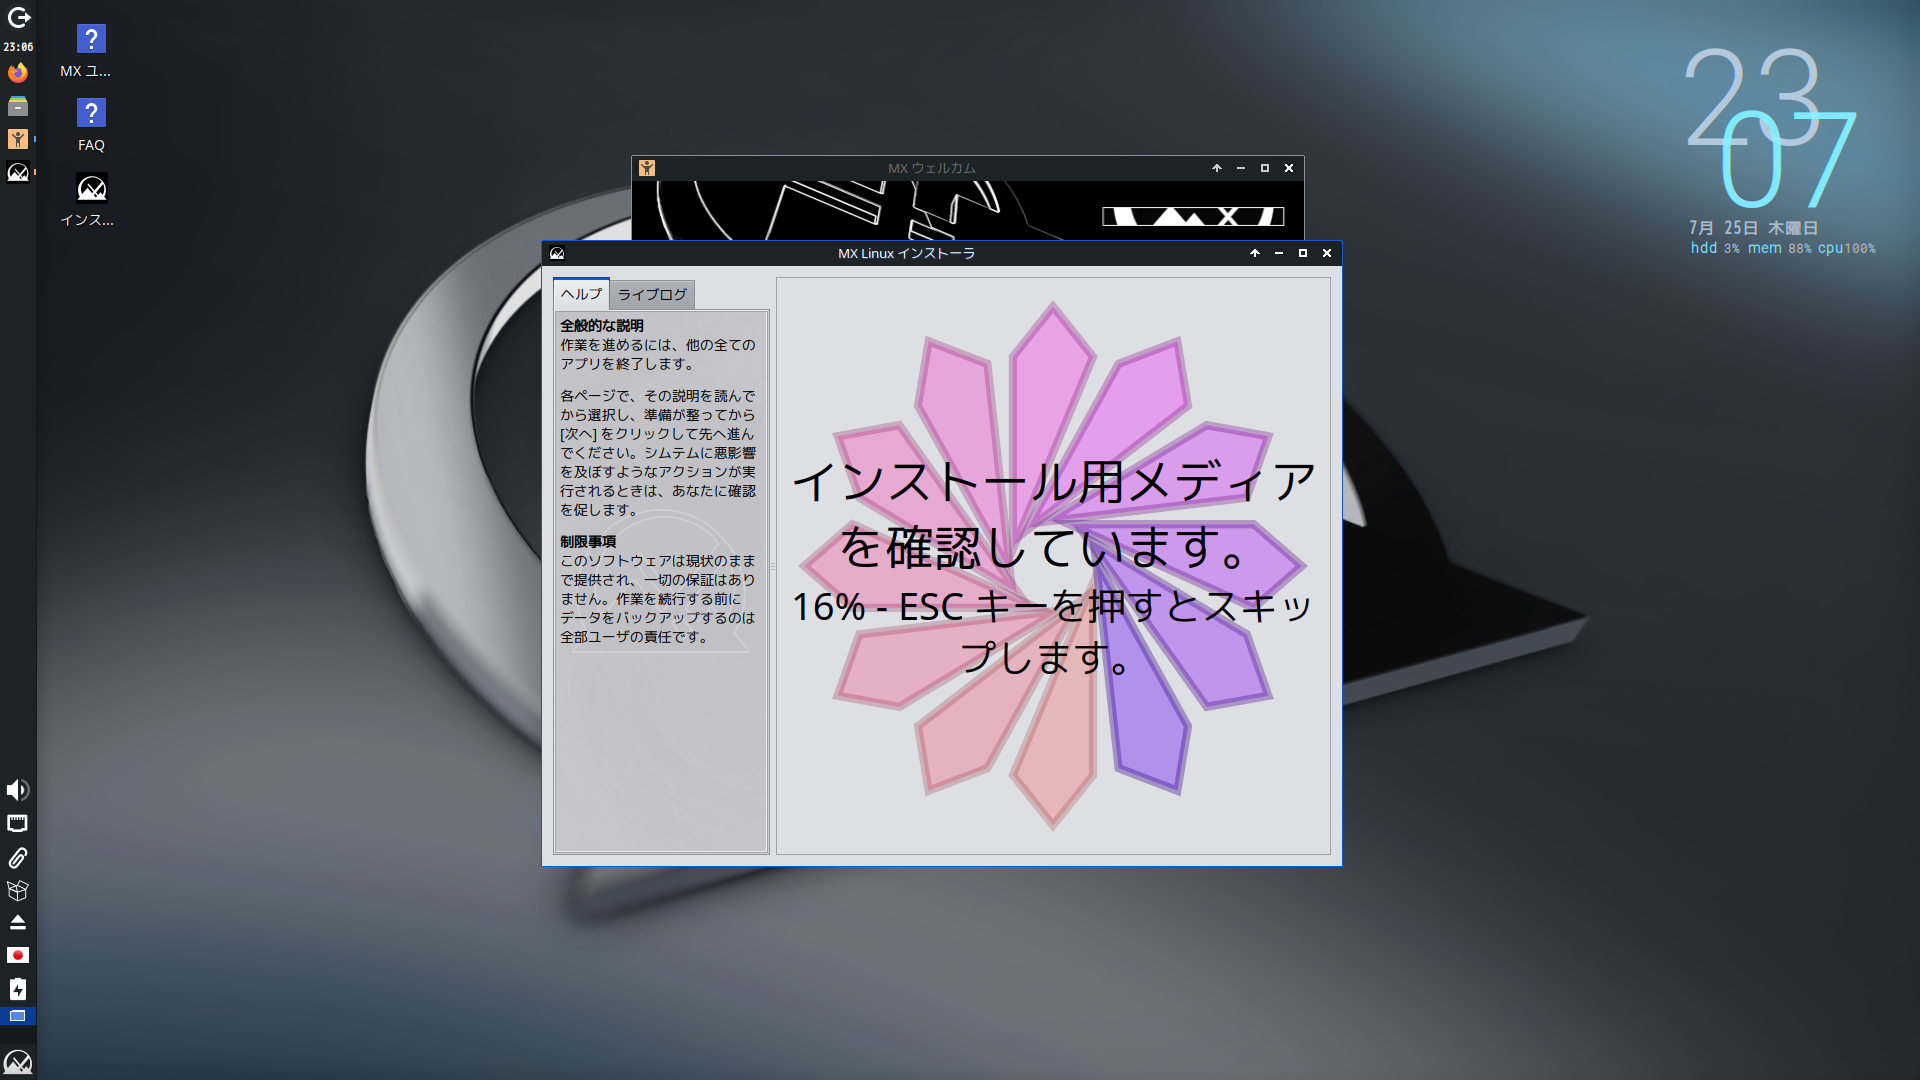 23:06
MX ユ...
FAQ
インス...
23
07
7月 25日 木曜日
hdd 3% mem 88% cpu100%
MX ウェルカム
MX
MX Linux インストーラ
ヘルプ
ライブログ
全般的な説明
作業を進めるには、他の全ての
アプリを終了します。
各ページで、その説明を読んで
から選択し、準備が整ってから
[次へ] をクリックして先へ進ん
でください。シムテムに悪影響
を及ぼすようなアクションが実
行されるときは、あなたに確認
を促します。
制限事項
このソフトウェアは現状のまま
で提供され、一切の保証はあり
ません。作業を続行する前に
データをバックアップするのは
全部ユーザの責任です。
インストール用メディア
を確認しています。
16% - ESC キーを押すとスキッ
プします。